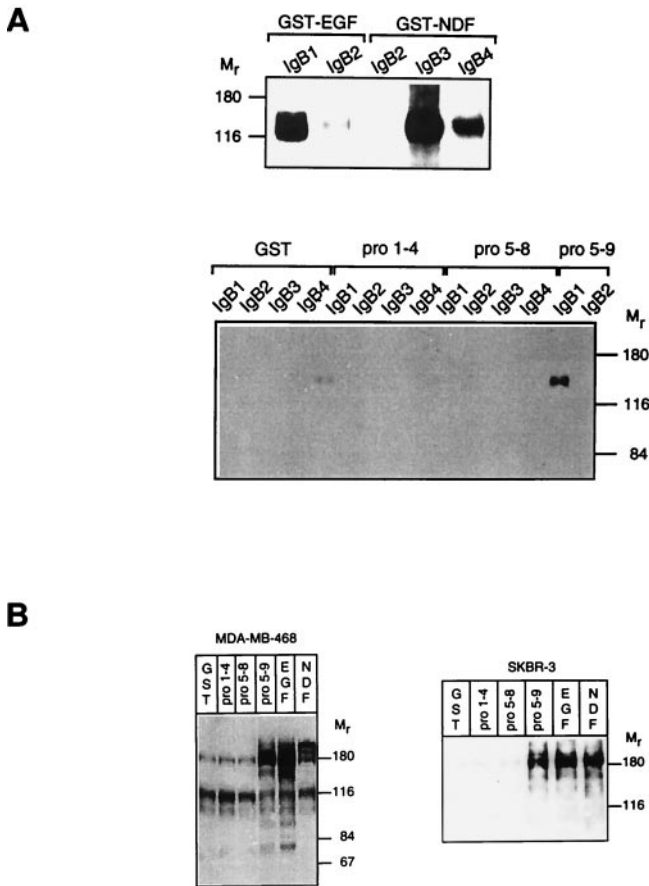 A
GST-EGF GST-NDF
IgB1 IgB2 IgB2 IgB3 IgB4
Mr
180
116
GST pro 1-4 pro 5-8 pro 5-9
IgB1 IgB2 IgB3 IgB4 IgB1 IgB2 IgB3 IgB4 IgB1 IgB2 IgB3 IgB4 IgB1 IgB2
Mr
180
116
84
B
MDA-MB-468
GST pro 1-4 pro 5-8 pro 5-9 EGF NDF
Mr
180
116
84
67
SKBR-3
GST pro 1-4 pro 5-8 pro 5-9 EGF NDF
Mr
180
116